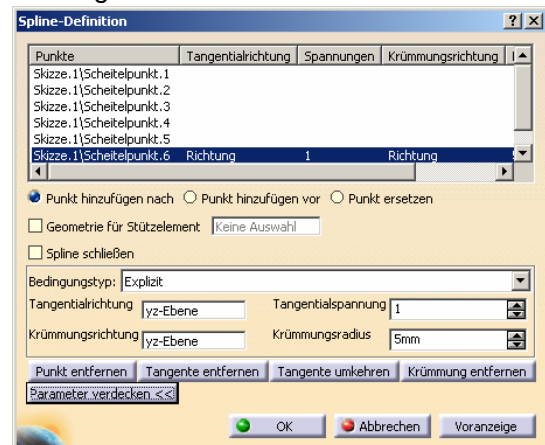 Spline-Definition
Punkte Tangentialrichtung Spannungen Krümmungsrichtung
Skizze.1\Scheitelpunkt.1
Skizze.1\Scheitelpunkt.2
Skizze.1\Scheitelpunkt.3
Skizze.1\Scheitelpunkt.4
Skizze.1\Scheitelpunkt.5
Skizze.1\Scheitelpunkt.6 Richtung 1 Richtung
Punkt hinzufügen nach Punkt hinzufügen vor Punkt ersetzen
Geometrie für Stützelement Keine Auswahl
Spline schließen
Bedingungstyp: Explizit
Tangentialrichtung yz-Ebene Tangentialspannung 1
Krümmungsrichtung yz-Ebene Krümmungsradius 5mm
Punkt entfernen Tangente entfernen Tangente umkehren Krümmung entfernen
Parameter verdecken <<
OK Abbrechen Voranzeige